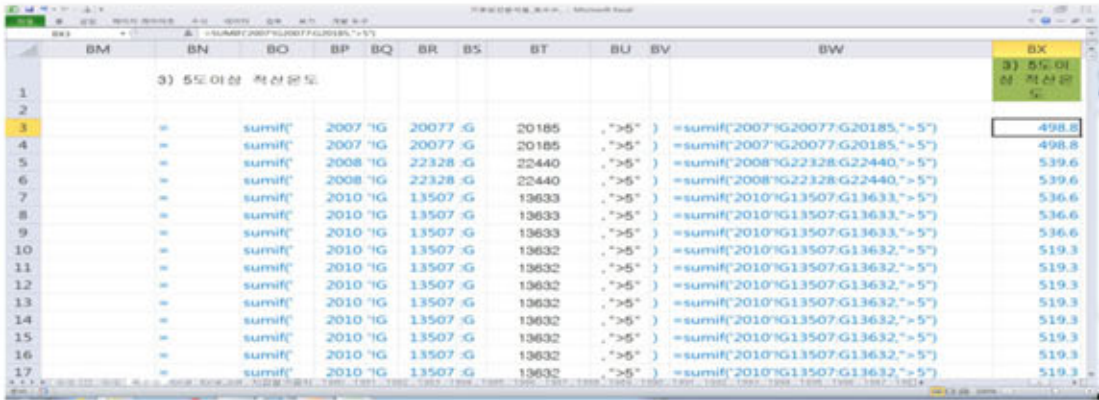 Microsoft Excel
BX3 =SUMIF('2007'!G20077:G20185,">5")
BM BN BO BP BQ BR BS BT BU BV BW BX
1 3) 5도이상 적산온도 3) 5도이상 적산온도
2
3 = sumif(' 2007 '!G 20077 :G 20185 ,">5" ) =sumif('2007'!G20077:G20185,">5") 498.8
4 = sumif(' 2007 '!G 20077 :G 20185 ,">5" ) =sumif('2007'!G20077:G20185,">5") 498.8
5 = sumif(' 2008 '!G 22328 :G 22440 ,">5" ) =sumif('2008'!G22328:G22440,">5") 539.6
6 = sumif(' 2008 '!G 22328 :G 22440 ,">5" ) =sumif('2008'!G22328:G22440,">5") 539.6
7 = sumif(' 2010 '!G 13507 :G 13633 ,">5" ) =sumif('2010'!G13507:G13633,">5") 536.6
8 = sumif(' 2010 '!G 13507 :G 13633 ,">5" ) =sumif('2010'!G13507:G13633,">5") 536.6
9 = sumif(' 2010 '!G 13507 :G 13633 ,">5" ) =sumif('2010'!G13507:G13633,">5") 536.6
10 = sumif(' 2010 '!G 13507 :G 13632 ,">5" ) =sumif('2010'!G13507:G13632,">5") 519.3
11 = sumif(' 2010 '!G 13507 :G 13632 ,">5" ) =sumif('2010'!G13507:G13632,">5") 519.3
12 = sumif(' 2010 '!G 13507 :G 13632 ,">5" ) =sumif('2010'!G13507:G13632,">5") 519.3
13 = sumif(' 2010 '!G 13507 :G 13632 ,">5" ) =sumif('2010'!G13507:G13632,">5") 519.3
14 = sumif(' 2010 '!G 13507 :G 13632 ,">5" ) =sumif('2010'!G13507:G13632,">5") 519.3
15 = sumif(' 2010 '!G 13507 :G 13632 ,">5" ) =sumif('2010'!G13507:G13632,">5") 519.3
16 = sumif(' 2010 '!G 13507 :G 13632 ,">5" ) =sumif('2010'!G13507:G13632,">5") 519.3
17 = sumif(' 2010 '!G 13507 :G 13632 ,">5" ) =sumif('2010'!G13507:G13632,">5") 519.3